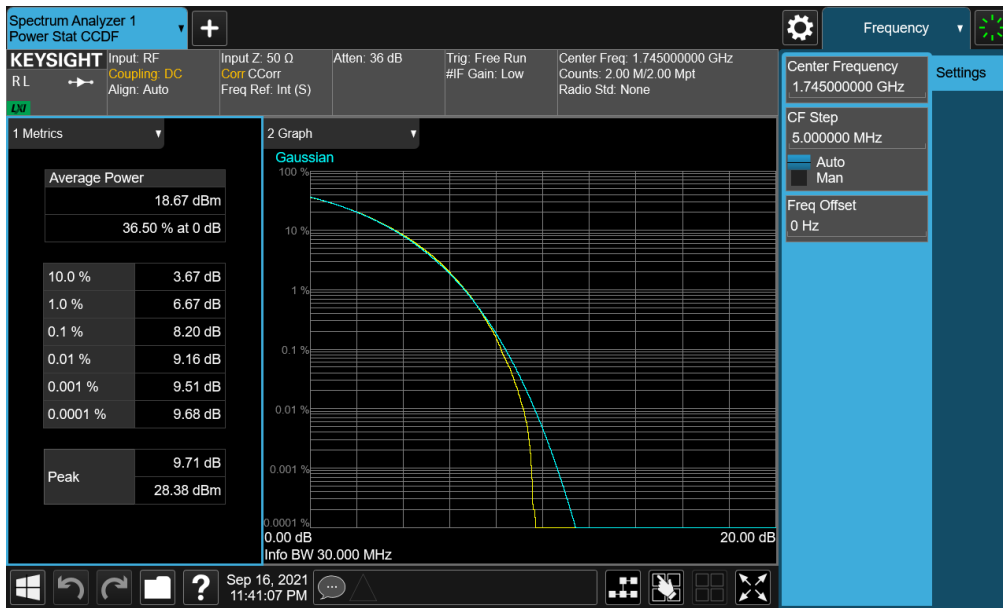 Spectrum Analyzer 1
Power Stat CCDF
+
Frequency
KEYSIGHT
R L
LXI
Input: RF
Coupling: DC
Align: Auto
Input Z: 50 Ω
Corr CCorr
Freq Ref: Int (S)
Atten: 36 dB
Trig: Free Run
#IF Gain: Low
Center Freq: 1.745000000 GHz
Counts: 2.00 M/2.00 Mpt
Radio Std: None
Center Frequency
1.745000000 GHz
Settings
CF Step
5.000000 MHz
Auto
Man
Freq Offset
0 Hz
1 Metrics
Average Power
18.67 dBm
36.50 % at 0 dB
10.0 % 3.67 dB
1.0 % 6.67 dB
0.1 % 8.20 dB
0.01 % 9.16 dB
0.001 % 9.51 dB
0.0001 % 9.68 dB
Peak
9.71 dB
28.38 dBm
2 Graph
Gaussian
100 %
10 %
1 %
0.1 %
0.01 %
0.001 %
0.0001 %
0.00 dB 20.00 dB
Info BW 30.000 MHz
?
Sep 16, 2021
11:41:07 PM